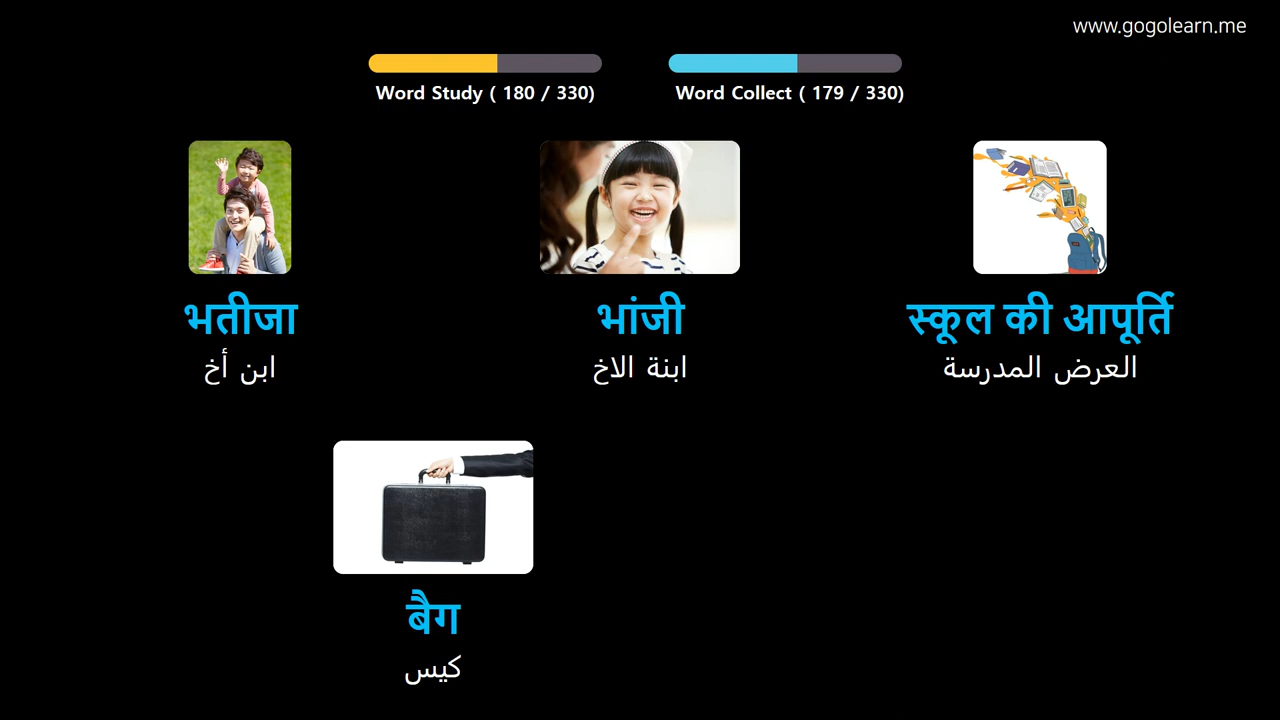 www.gogolearn.me
Word Study ( 180 / 330)
Word Collect ( 179 / 330)
भतीजा
ابن أخ
भांजी
ابنة الاخ
स्कूल की आपूर्ति
العرض المدرسة
बैग
كيس